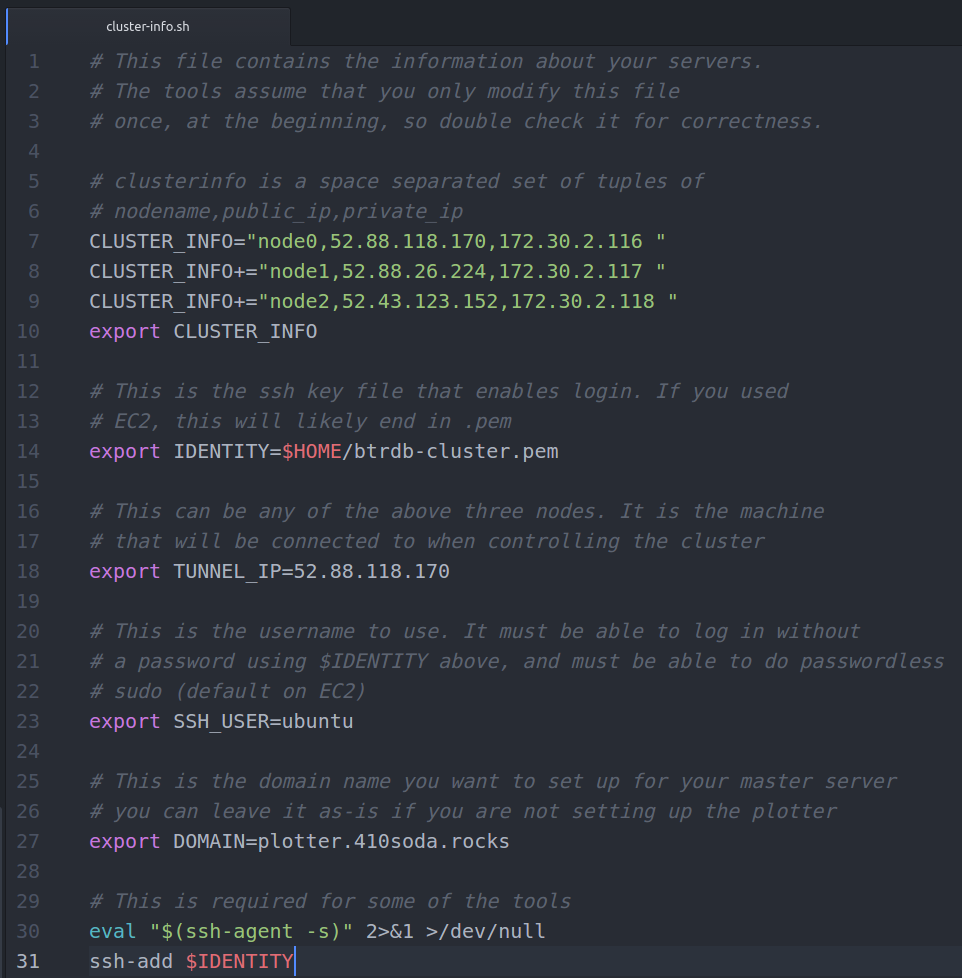 cluster-info.sh
1 # This file contains the information about your servers.
2 # The tools assume that you only modify this file
3 # once, at the beginning, so double check it for correctness.
4
5 # clusterinfo is a space separated set of tuples of
6 # nodename,public_ip,private_ip
7 CLUSTER_INFO="node0,52.88.118.170,172.30.2.116 "
8 CLUSTER_INFO+="node1,52.88.26.224,172.30.2.117 "
9 CLUSTER_INFO+="node2,52.43.123.152,172.30.2.118 "
10 export CLUSTER_INFO
11
12 # This is the ssh key file that enables login. If you used
13 # EC2, this will likely end in .pem
14 export IDENTITY=$HOME/btrdb-cluster.pem
15
16 # This can be any of the above three nodes. It is the machine
17 # that will be connected to when controlling the cluster
18 export TUNNEL_IP=52.88.118.170
19
20 # This is the username to use. It must be able to log in without
21 # a password using $IDENTITY above, and must be able to do passwordless
22 # sudo (default on EC2)
23 export SSH_USER=ubuntu
24
25 # This is the domain name you want to set up for your master server
26 # you can leave it as-is if you are not setting up the plotter
27 export DOMAIN=plotter.410soda.rocks
28
29 # This is required for some of the tools
30 eval "$(ssh-agent -s)" 2>&1 >/dev/null
31 ssh-add $IDENTITY